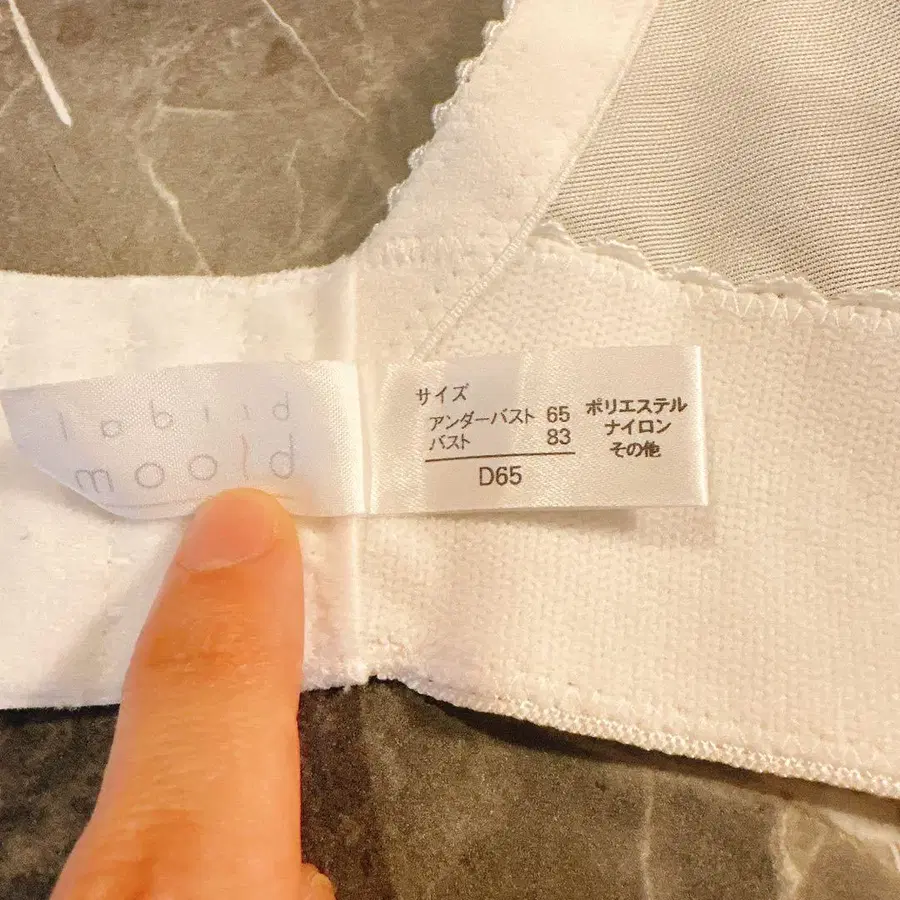 moold
サイズ
アンダーバスト 65
バスト 83
D65
ポリエステル
ナイロン
その他